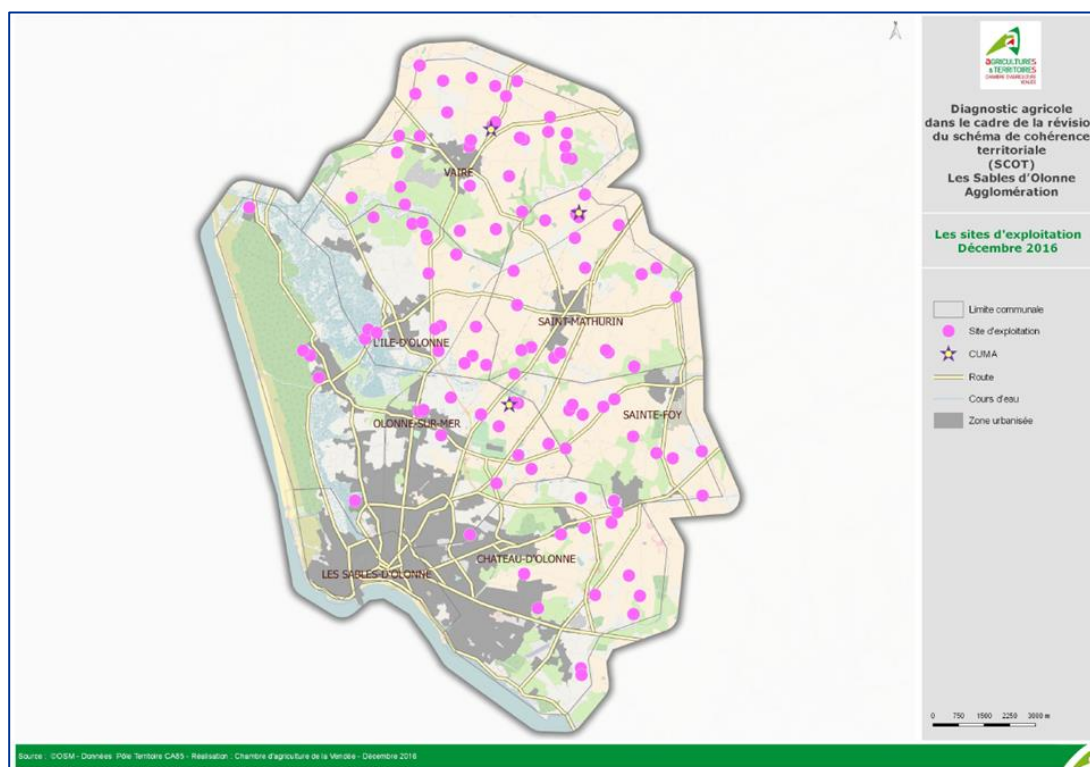 VAIRE
SAINT-MATHURIN
L'ILE-D'OLONNE
SAINTE-FOY
OLONNE-SUR-MER
CHATEAU-D'OLONNE
LES SABLES-D'OLONNE
AGRICULTURES
& TERRITOIRES
CHAMBRE D'AGRICULTURE
VENDÉE
Diagnostic agricole
dans le cadre de la révision
du schéma de cohérence
territoriale
(SCOT)
Les Sables d'Olonne
Agglomération
Les sites d'exploitation
Décembre 2016
Limite communale
Site d'exploitation
CUMA
Route
Cours d'eau
Zone urbanisée
0 750 1500 2250 3000 m
Source : ©OSM - Données: Pôle Territoire CA85 - Réalisation : Chambre d'agriculture de la Vendée - Décembre 2016